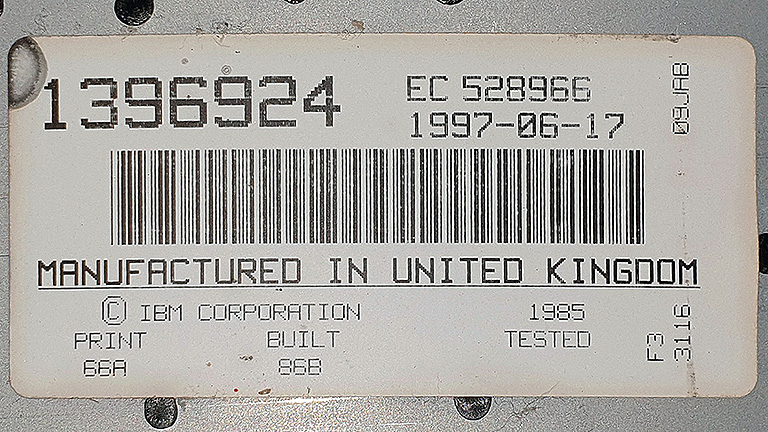 1396924
EC 528966
1997-06-17
09JAB
MANUFACTURED IN UNITED KINGDOM
© IBM CORPORATION 1985
PRINT BUILT TESTED
66A 86B
F3
3116